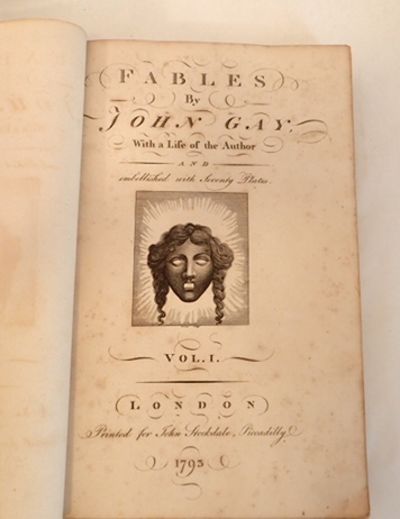 FABLES
By
JOHN GAY,
With a Life of the Author
AND
embellished with Seventy Plates.
VOL. I.
LONDON
Printed for John Stockdale, Piccadilly.
1793